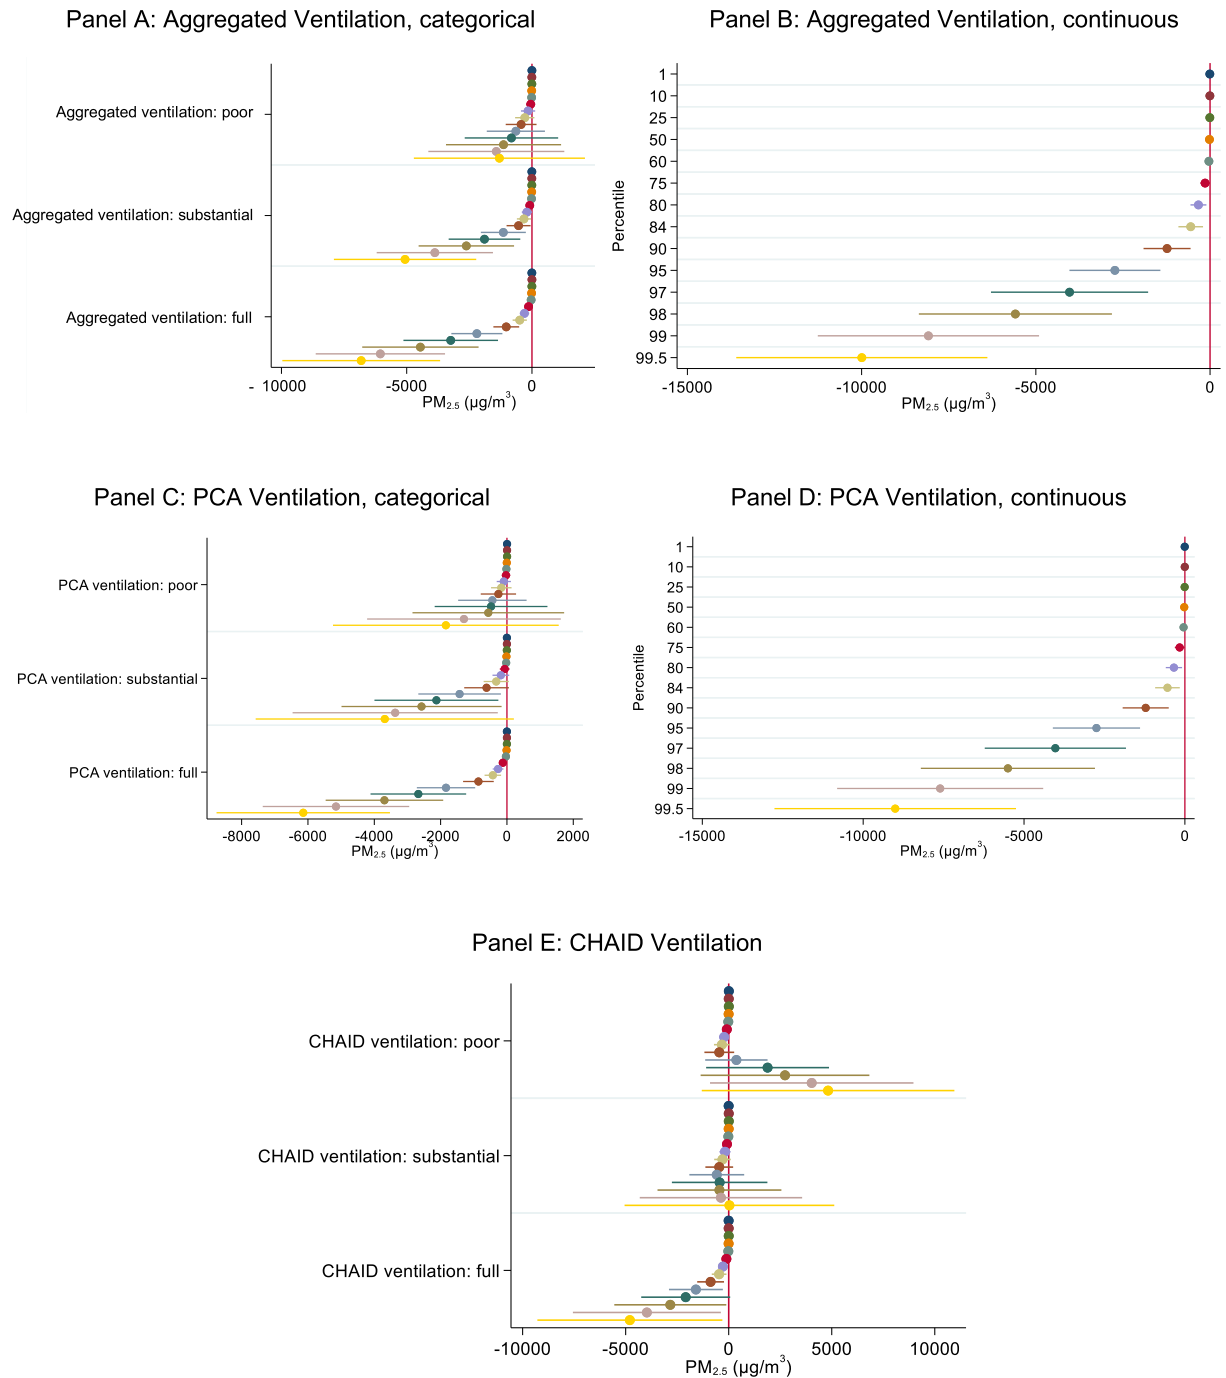 Panel A: Aggregated Ventilation, categorical
Aggregated ventilation: poor
Aggregated ventilation: substantial
Aggregated ventilation: full
- 10000 -5000 0
PM2.5 (µg/m3)
Panel B: Aggregated Ventilation, continuous
Percentile
1
10
25
50
60
75
80
84
90
95
97
98
99
99.5
-15000 -10000 -5000 0
PM2.5 (µg/m3)
Panel C: PCA Ventilation, categorical
PCA ventilation: poor
PCA ventilation: substantial
PCA ventilation: full
-8000 -6000 -4000 -2000 0 2000
PM2.5 (µg/m3)
Panel D: PCA Ventilation, continuous
Percentile
1
10
25
50
60
75
80
84
90
95
97
98
99
99.5
-15000 -10000 -5000 0
PM2.5 (µg/m3)
Panel E: CHAID Ventilation
CHAID ventilation: poor
CHAID ventilation: substantial
CHAID ventilation: full
-10000 -5000 0 5000 10000
PM2.5 (µg/m3)